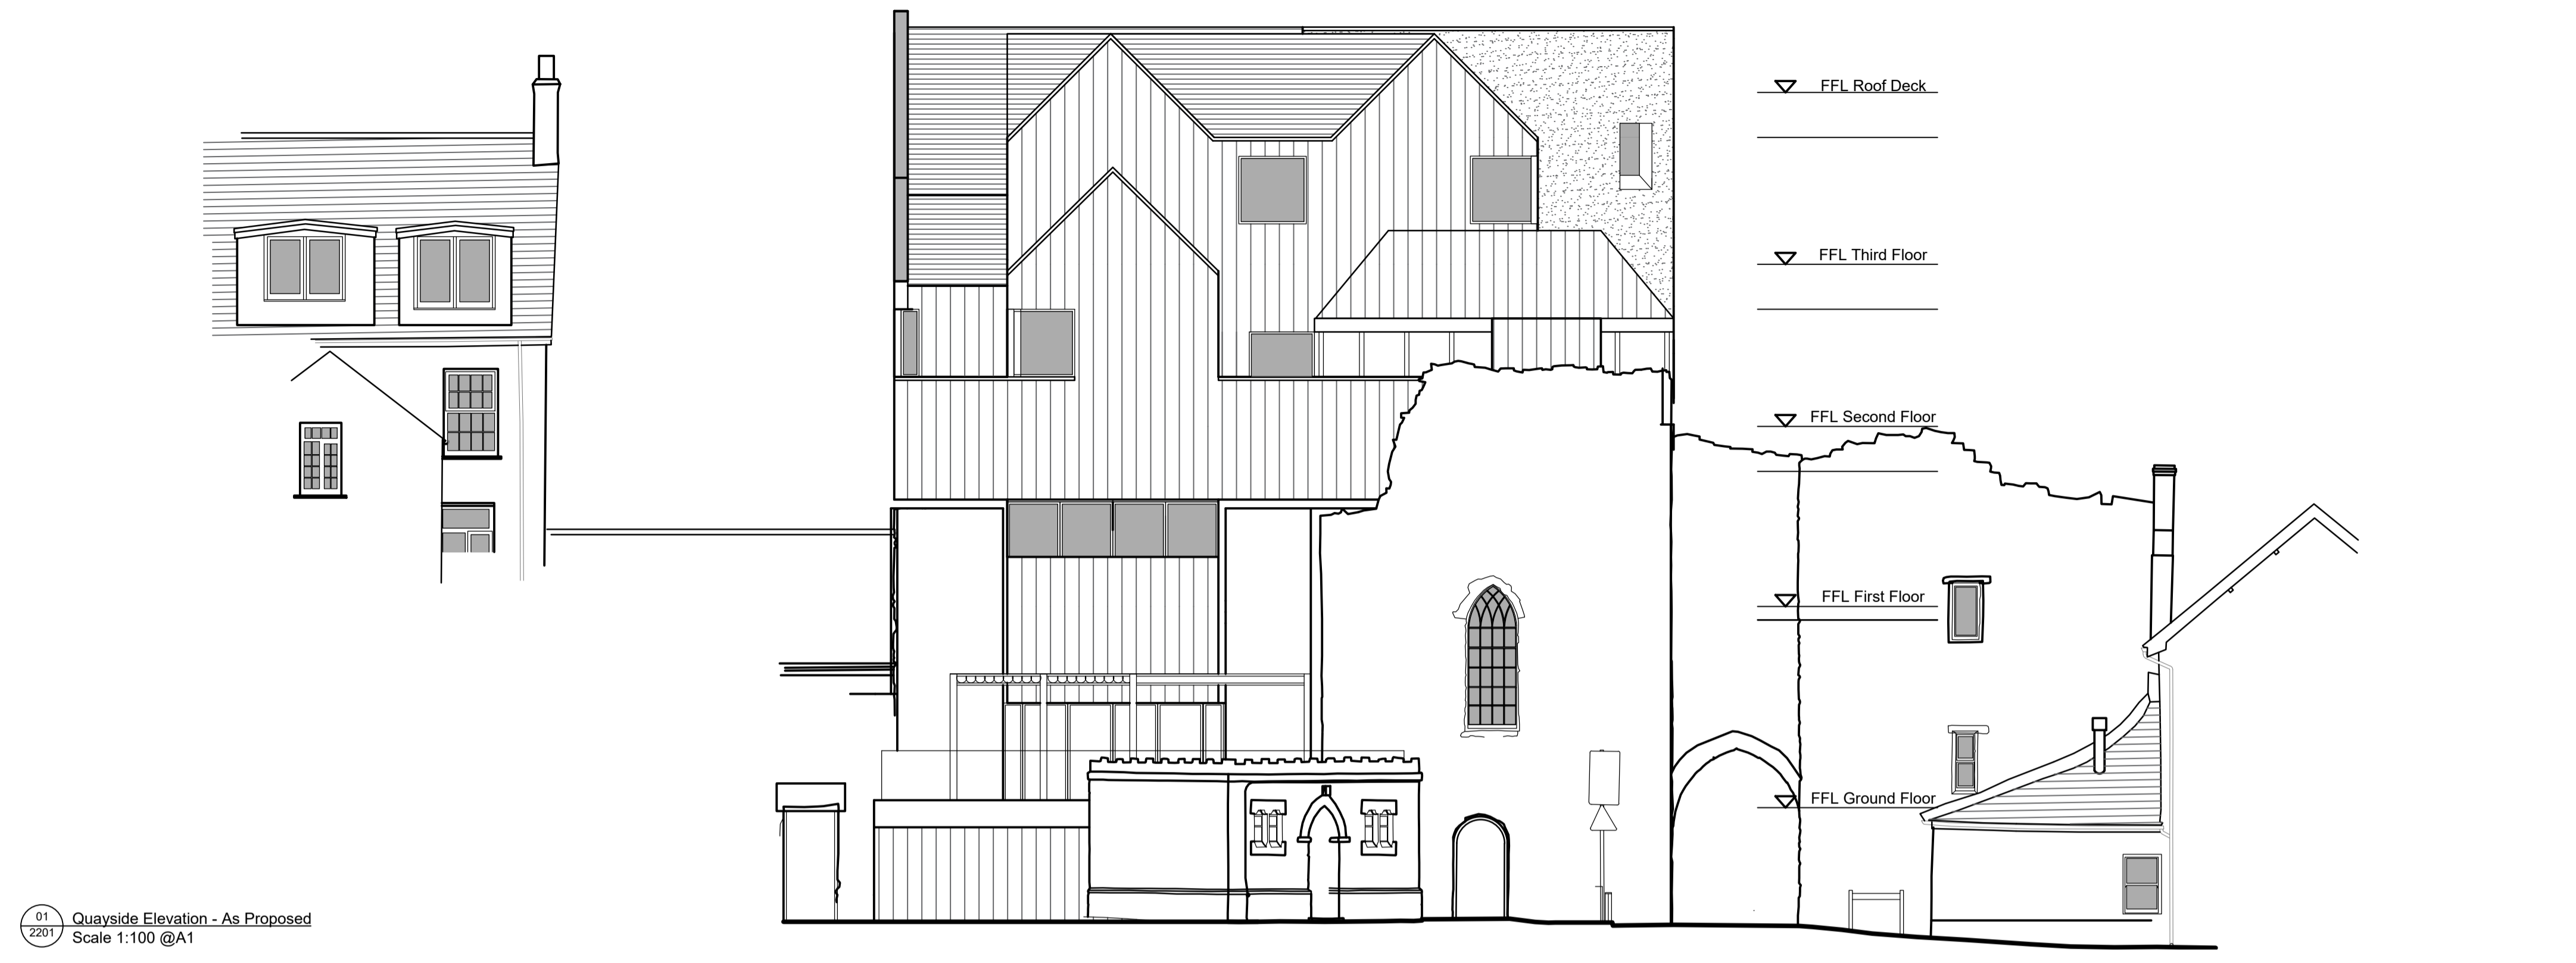 FFL Roof Deck
FFL Third Floor
FFL Second Floor
FFL First Floor
FFL Ground Floor
01
2201
Quayside Elevation - As Proposed
Scale 1:100 @A1